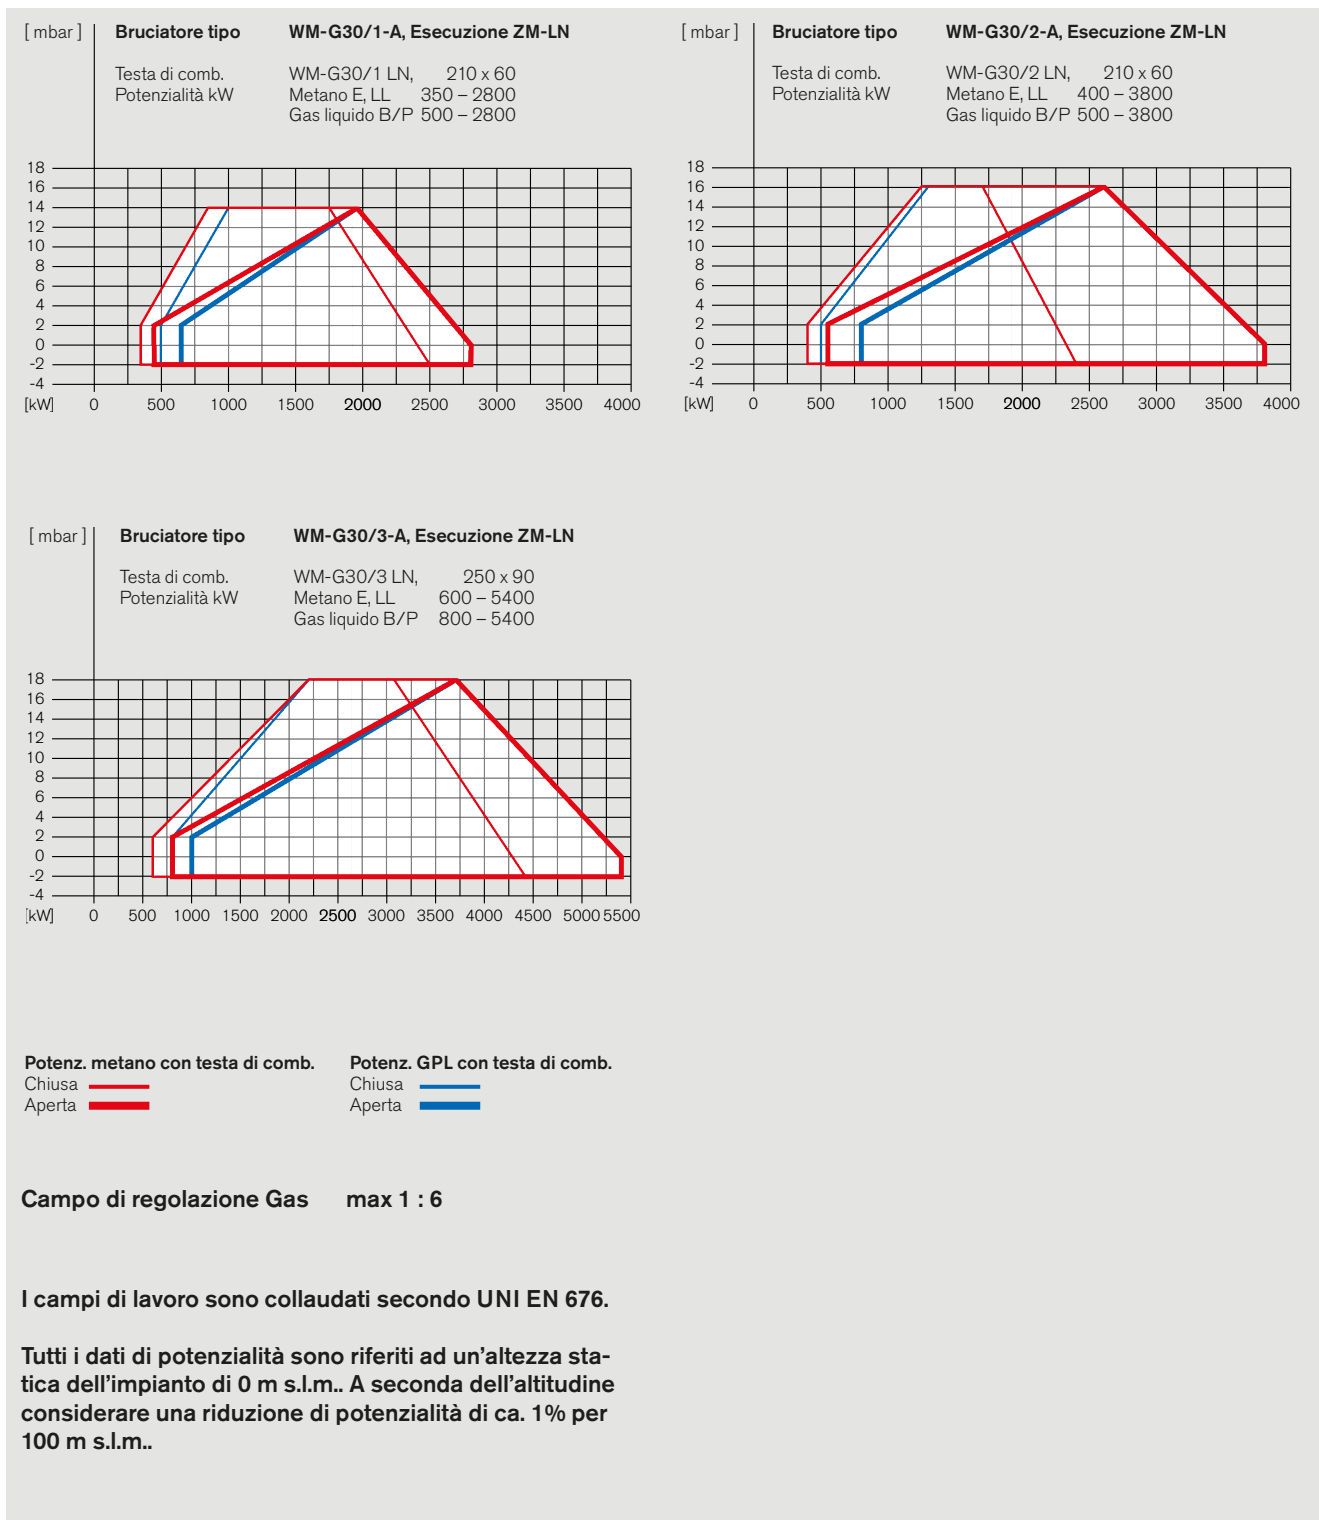 [ mbar ] Bruciatore tipo WM-G30/1-A, Esecuzione ZM-LN
Testa di comb. WM-G30/1 LN, 210 x 60
Potenzialità kW Metano E, LL 350 – 2800
Gas liquido B/P 500 – 2800
18
16
14
12
10
8
6
4
2
0
-2
-4
[kW] 0 500 1000 1500 2000 2500 3000 3500 4000
[ mbar ] Bruciatore tipo WM-G30/2-A, Esecuzione ZM-LN
Testa di comb. WM-G30/2 LN, 210 x 60
Potenzialità kW Metano E, LL 400 – 3800
Gas liquido B/P 500 – 3800
18
16
14
12
10
8
6
4
2
0
-2
-4
[kW] 0 500 1000 1500 2000 2500 3000 3500 4000
[ mbar ] Bruciatore tipo WM-G30/3-A, Esecuzione ZM-LN
Testa di comb. WM-G30/3 LN, 250 x 90
Potenzialità kW Metano E, LL 600 – 5400
Gas liquido B/P 800 – 5400
18
16
14
12
10
8
6
4
2
0
-2
-4
[kW] 0 500 1000 1500 2000 2500 3000 3500 4000 4500 5000 5500
Potenz. metano con testa di comb. Potenz. GPL con testa di comb.
Chiusa Chiusa
Aperta Aperta
Campo di regolazione Gas max 1 : 6
I campi di lavoro sono collaudati secondo UNI EN 676.
Tutti i dati di potenzialità sono riferiti ad un’altezza sta-
tica dell’impianto di 0 m s.l.m.. A seconda dell’altitudine
considerare una riduzione di potenzialità di ca. 1% per
100 m s.l.m..